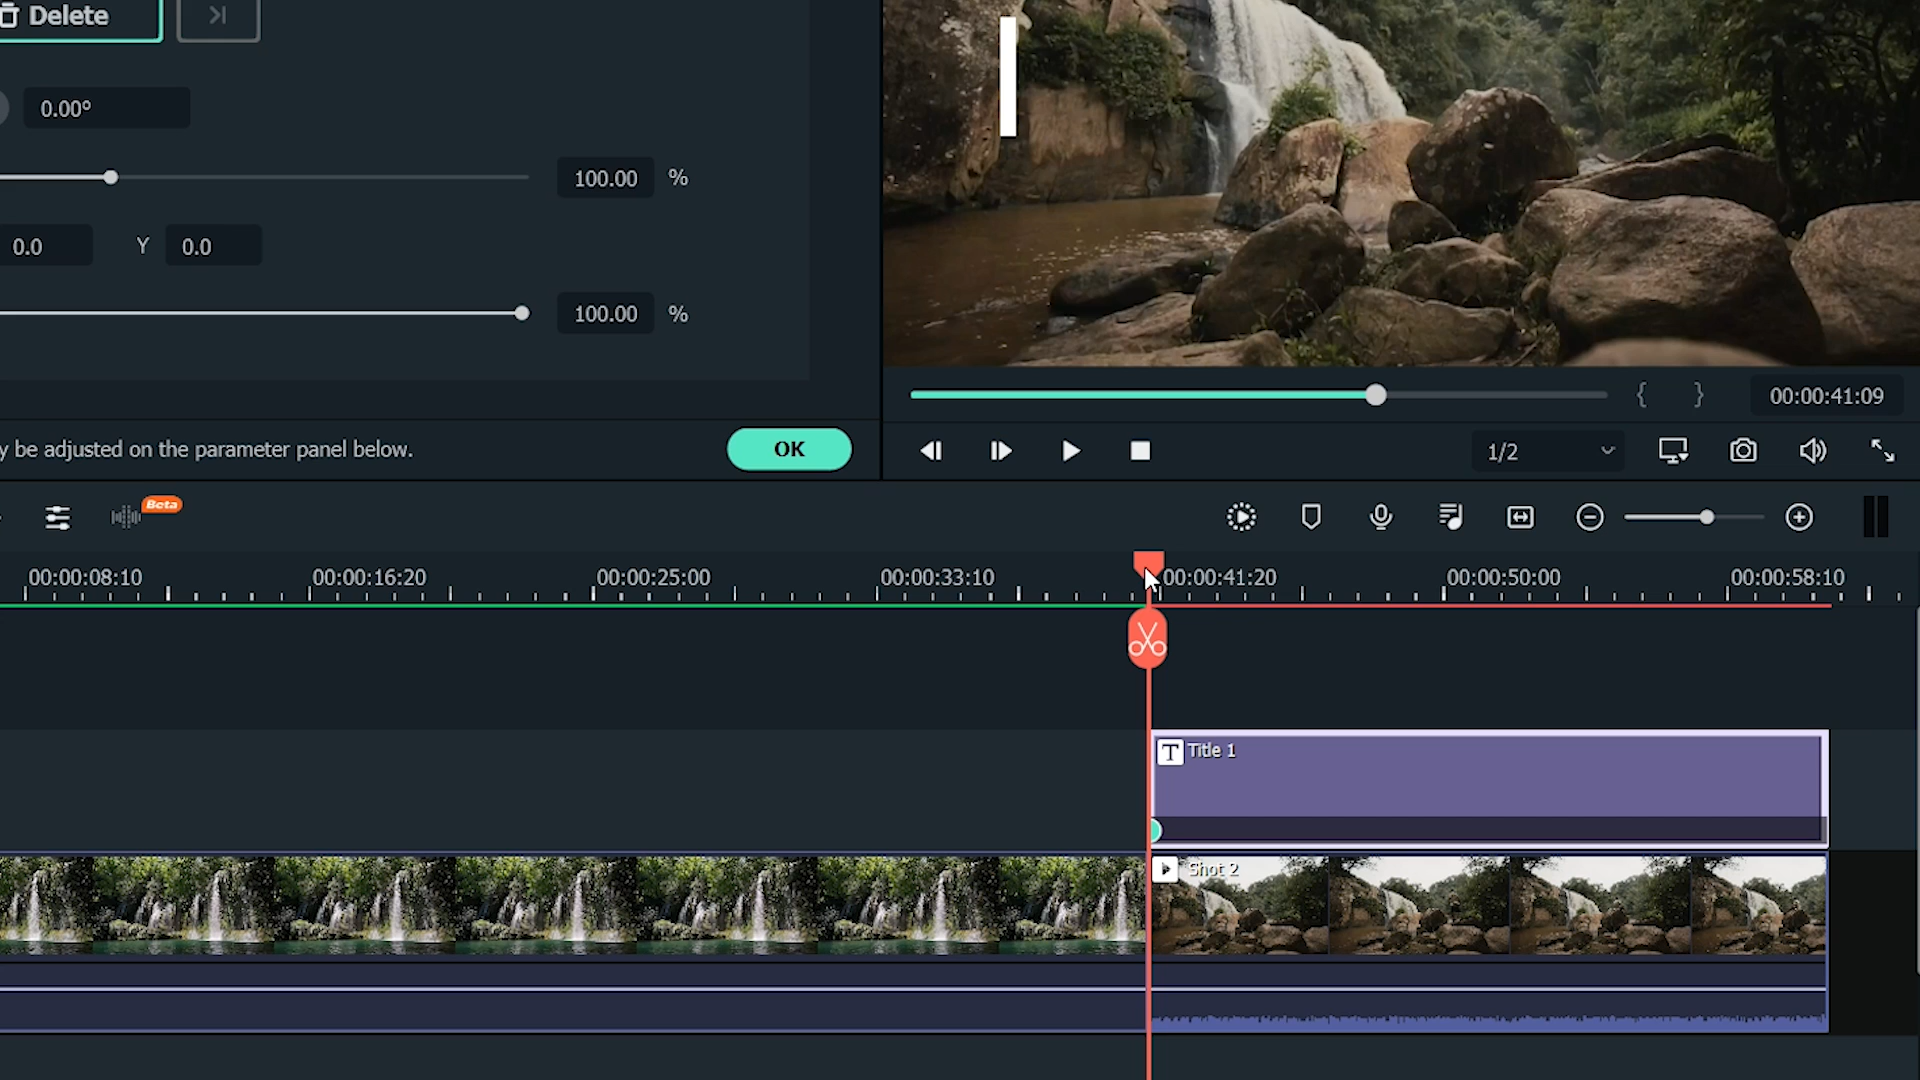 Delete
0.00°
100.00 %
0.0 Y 0.0
100.00 %
y be adjusted on the parameter panel below.
OK
00:00:41:09
1/2
Beta
00:00:08:10 00:00:16:20 00:00:25:00 00:00:33:10 00:00:41:20 00:00:50:00 00:00:58:10
T Title 1
Shot 2